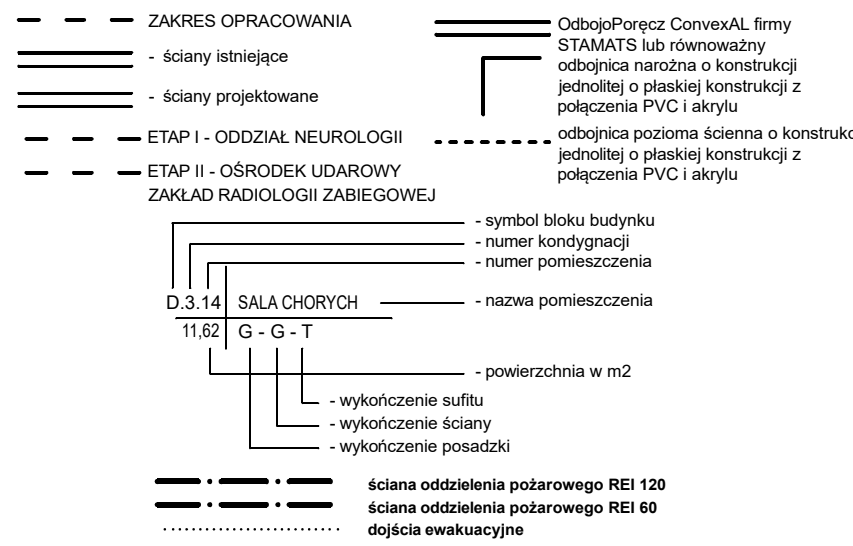 ZAKRES OPRACOWANIA
- ściany istniejące
- ściany projektowane
ETAP I - ODDZIAŁ NEUROLOGII
ETAP II - OŚRODEK UDAROWY
ZAKŁAD RADIOLOGII ZABIEGOWEJ
OdbojoPoręcz ConvexAL firmy
STAMATS lub równoważny
odbojnica narożna o konstrukcji
jednolitej o płaskiej konstrukcji z
połączenia PVC i akrylu
odbojnica pozioma ścienna o konstrukc
jednolitej o płaskiej konstrukcji z
połączenia PVC i akrylu
- symbol bloku budynku
- numer kondygnacji
- numer pomieszczenia
D.3.14 SALA CHORYCH - nazwa pomieszczenia
11,62 G - G - T
- powierzchnia w m2
- wykończenie sufitu
- wykończenie ściany
- wykończenie posadzki
ściana oddzielenia pożarowego REI 120
ściana oddzielenia pożarowego REI 60
dojścia ewakuacyjne